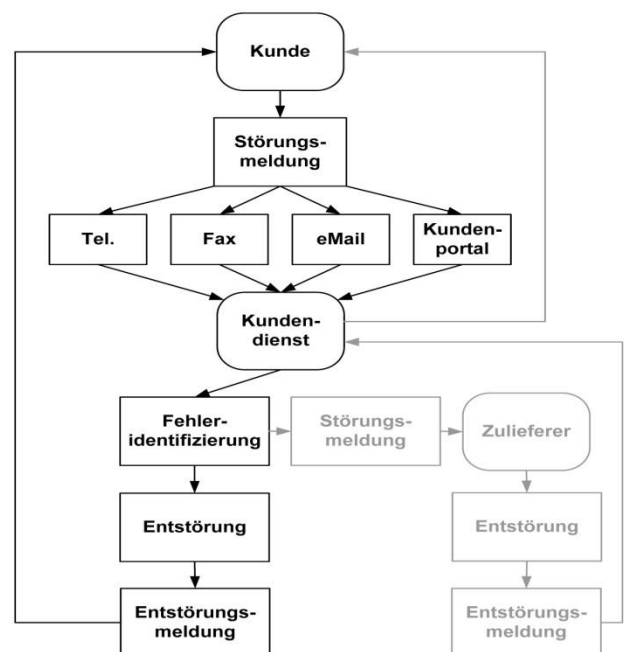 Kunde
Störungs-
meldung
Tel.
Fax
eMail
Kunden-
portal
Kunden-
dienst
Fehler-
identifizierung
Störungs-
meldung
Zulieferer
Entstörung
Entstörung
Entstörungs-
meldung
Entstörungs-
meldung